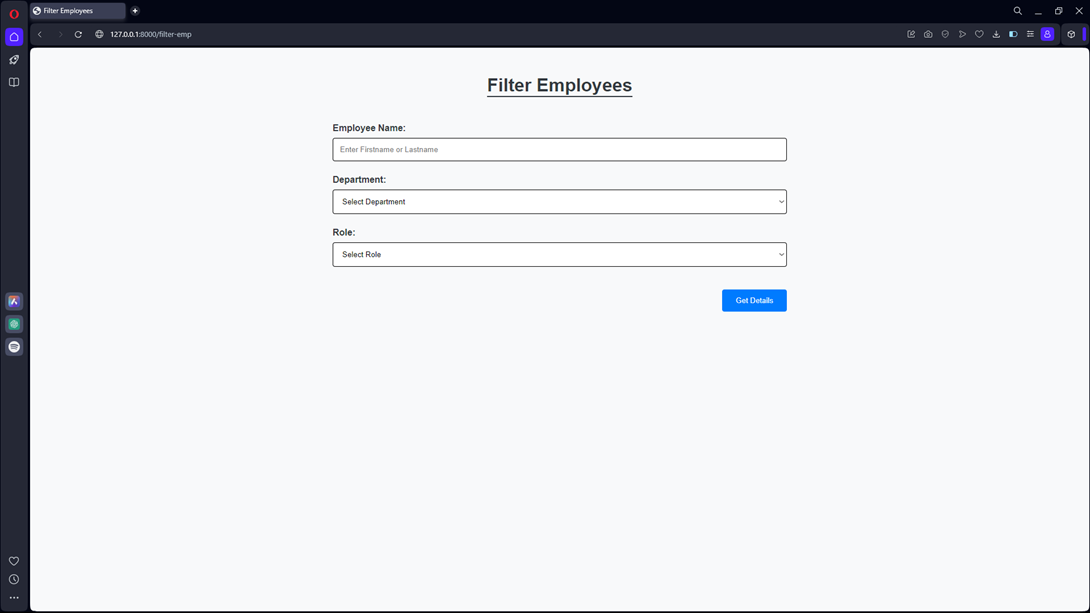 Filter Employees
127.0.0.1:8000/filter-emp
Filter Employees
Employee Name:
Enter Firstname or Lastname
Department:
Select Department
Role:
Select Role
Get Details